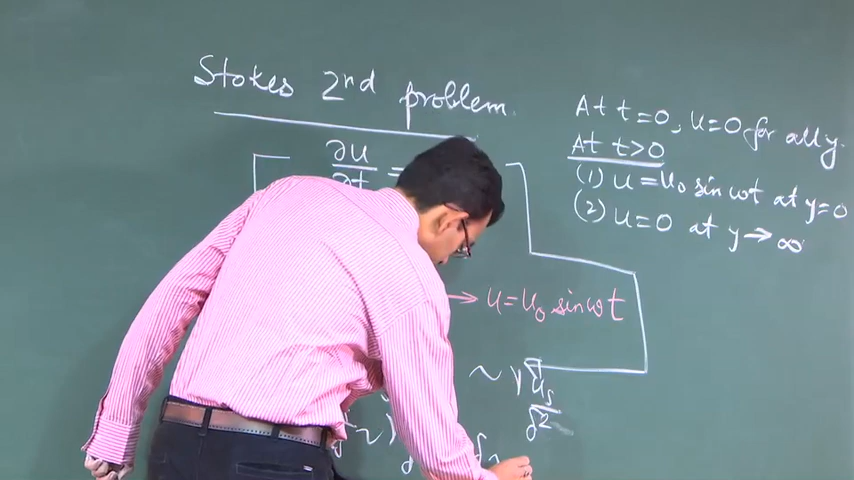 Stokes 2nd problem.
∂u/∂t =
At t=0, u=0 for all y.
At t>0
(1) u=u₀ sin ωt at y=0
(2) u=0 at y→∞
→ u=u₀ sin ωt
~ ν u_s/δ²